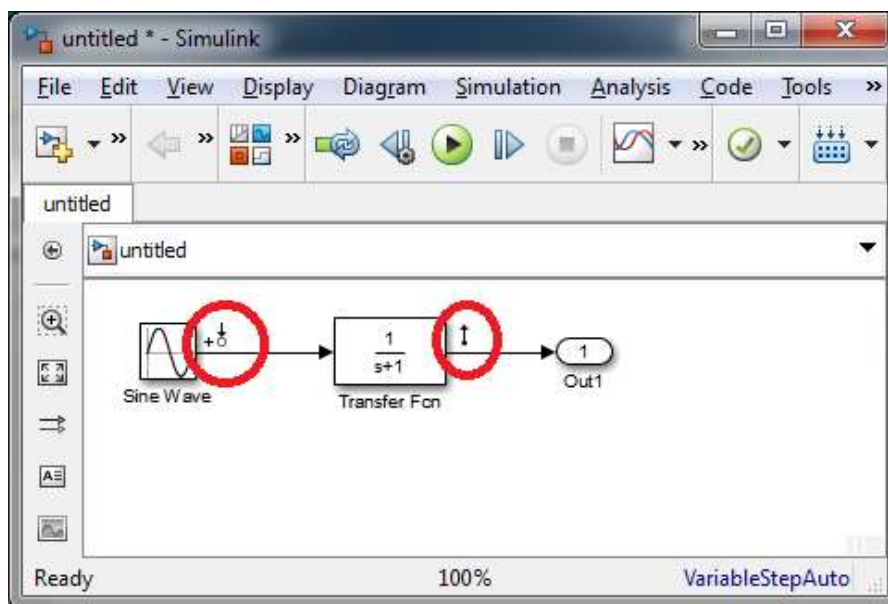 untitled * - Simulink
File Edit View Display Diagram Simulation Analysis Code Tools »
» » » »
untitled
untitled
+
1
s+1
1
Sine Wave
Transfer Fcn
Out1
A
Ready 100% VariableStepAuto